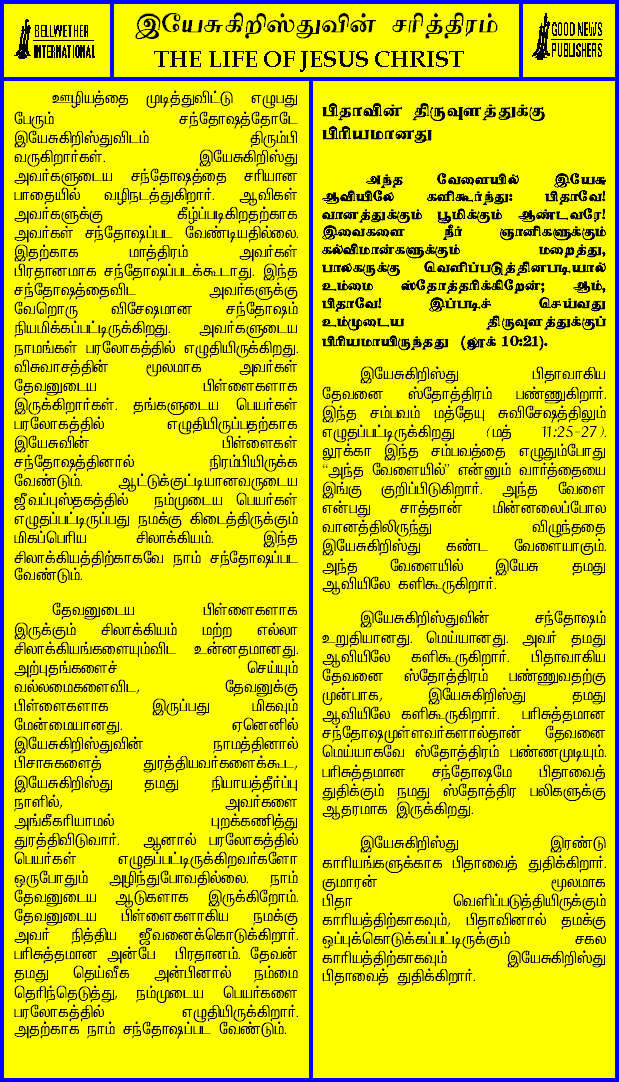 BELLWETHER
INTERNATIONAL
இயேசுகிறிஸ்துவின் சரித்திரம்
THE LIFE OF JESUS CHRIST
GOOD NEWS
PUBLISHERS
ஊழியத்தை முடித்துவிட்டு எழுபது
பேரும் சந்தோஷத்தோடே
இயேசுகிறிஸ்துவிடம் திரும்பி
வருகிறார்கள். இயேசுகிறிஸ்து
அவர்களுடைய சந்தோஷத்தை சரியான
பாதையில் வழிநடத்துகிறார். ஆவிகள்
அவர்களுக்கு கீழ்ப்படிகிறதற்காக
அவர்கள் சந்தோஷப்பட வேண்டியதில்லை.
இதற்காக மாத்திரம் அவர்கள்
பிரதானமாக சந்தோஷப்படக்கூடாது. இந்த
சந்தோஷத்தைவிட அவர்களுக்கு
வேறொரு விசேஷமான சந்தோஷம்
நியமிக்கப்பட்டிருக்கிறது. அவர்களுடைய
நாமங்கள் பரலோகத்தில் எழுதியிருக்கிறது.
விசுவாசத்தின் மூலமாக அவர்கள்
தேவனுடைய பிள்ளைகளாக
இருக்கிறார்கள். தங்களுடைய பெயர்கள்
பரலோகத்தில் எழுதியிருப்பதற்காக
இயேசுவின் பிள்ளைகள்
சந்தோஷத்தினால் நிரம்பியிருக்க
வேண்டும். ஆட்டுக்குட்டியானவருடைய
ஜீவப்புஸ்தகத்தில் நம்முடைய பெயர்கள்
எழுதப்பட்டிருப்பது நமக்கு கிடைத்திருக்கும்
மிகப்பெரிய சிலாக்கியம். இந்த
சிலாக்கியத்திற்காகவே நாம் சந்தோஷப்பட
வேண்டும்.
தேவனுடைய பிள்ளைகளாக
இருக்கும் சிலாக்கியம் மற்ற எல்லா
சிலாக்கியங்களையும்விட உன்னதமானது.
அற்புதங்களைச் செய்யும்
வல்லமைகளைவிட, தேவனுக்கு
பிள்ளைகளாக இருப்பது மிகவும்
மேன்மையானது. ஏனெனில்
இயேசுகிறிஸ்துவின் நாமத்தினால்
பிசாசுகளைத் துரத்தியவர்களைக்கூட,
இயேசுகிறிஸ்து தமது நியாயத்தீர்ப்பு
நாளில், அவர்களை
அங்கீகரியாமல் புறக்கணித்து
துரத்திவிடுவார். ஆனால் பரலோகத்தில்
பெயர்கள் எழுதப்பட்டிருக்கிறவர்களோ
ஒருபோதும் அழிந்துபோவதில்லை. நாம்
தேவனுடைய ஆடுகளாக இருக்கிறோம்.
தேவனுடைய பிள்ளைகளாகிய நமக்கு
அவர் நித்திய ஜீவனைக்கொடுக்கிறார்.
பரிசுத்தமான அன்பே பிரதானம். தேவன்
தமது தெய்வீக அன்பினால் நம்மை
தெரிந்தெடுத்து, நம்முடைய பெயர்களை
பரலோகத்தில் எழுதியிருக்கிறார்.
அதற்காக நாம் சந்தோஷப்பட வேண்டும்.
பிதாவின் திருவுளத்துக்கு
பிரியமானது
அந்த வேளையில் இயேசு
ஆவியிலே களிகூர்ந்து: பிதாவே!
வானத்துக்கும் பூமிக்கும் ஆண்டவரே!
இவைகளை நீர் ஞானிகளுக்கும்
கல்விமான்களுக்கும் மறைத்து,
பாலகருக்கு வெளிப்படுத்தினபடியால்
உம்மை ஸ்தோத்தரிக்கிறேன்; ஆம்,
பிதாவே! இப்படிச் செய்வது
உம்முடைய திருவுளத்துக்குப்
பிரியமாயிருந்தது (லூக் 10:21).
இயேசுகிறிஸ்து பிதாவாகிய
தேவனை ஸ்தோத்திரம் பண்ணுகிறார்.
இந்த சம்பவம் மத்தேயு சுவிசேஷத்திலும்
எழுதப்பட்டிருக்கிறது (மத் 11:25-27).
லூக்கா இந்த சம்பவத்தை எழுதும்போது
“அந்த வேளையில்” என்னும் வார்த்தையை
இங்கு குறிப்பிடுகிறார். அந்த வேளை
என்பது சாத்தான் மின்னலைப்போல
வானத்திலிருந்து விழுந்ததை
இயேசுகிறிஸ்து கண்ட வேளையாகும்.
அந்த வேளையில் இயேசு தமது
ஆவியிலே களிகூருகிறார்.
இயேசுகிறிஸ்துவின் சந்தோஷம்
உறுதியானது. மெய்யானது. அவர் தமது
ஆவியிலே களிகூருகிறார். பிதாவாகிய
தேவனை ஸ்தோத்திரம் பண்ணுவதற்கு
முன்பாக, இயேசுகிறிஸ்து தமது
ஆவியிலே களிகூருகிறார். பரிசுத்தமான
சந்தோஷமுள்ளவர்களால்தான் தேவனை
மெய்யாகவே ஸ்தோத்திரம் பண்ணமுடியும்.
பரிசுத்தமான சந்தோஷமே பிதாவைத்
துதிக்கும் நமது ஸ்தோத்திர பலிகளுக்கு
ஆதரமாக இருக்கிறது.
இயேசுகிறிஸ்து இரண்டு
காரியங்களுக்காக பிதாவைத் துதிக்கிறார்.
குமாரன் மூலமாக
பிதா வெளிப்படுத்தியிருக்கும்
காரியத்திற்காகவும், பிதாவினால் தமக்கு
ஒப்புக்கொடுக்கப்பட்டிருக்கும் சகல
காரியத்திற்காகவும் இயேசுகிறிஸ்து
பிதாவைத் துதிக்கிறார்.